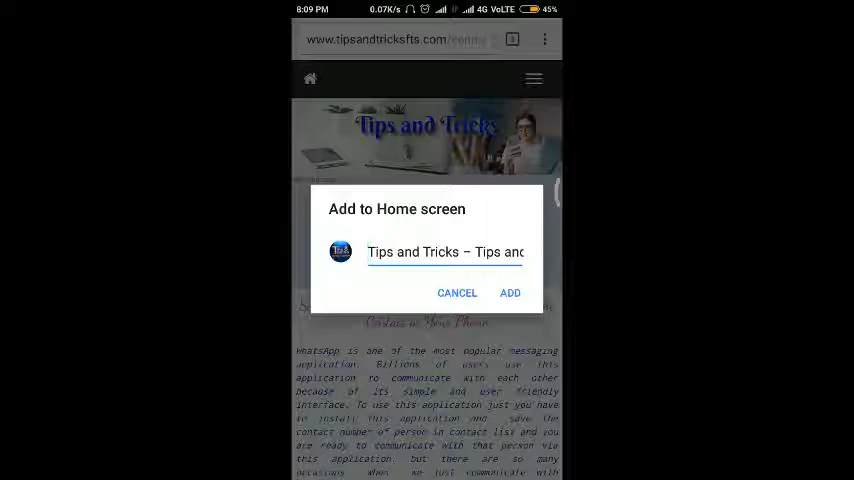 8:09 PM 0.07K/s 4G VoLTE 45%
www.tipsandtricksfts.com/
Tips and Tricks
Add to Home screen
Tips and Tricks – Tips and
CANCEL ADD
Contact in Your Phone
WhatsApp is one of the most popular messaging
application. Billions of users use this
application to communicate with each other
because of its simple and user friendly
interface. To use this application just you have
to install this application and save the
contact number of person in contact list and you
are ready to communicate with that person via
this application. but there are so many
occasions when we just communicate with